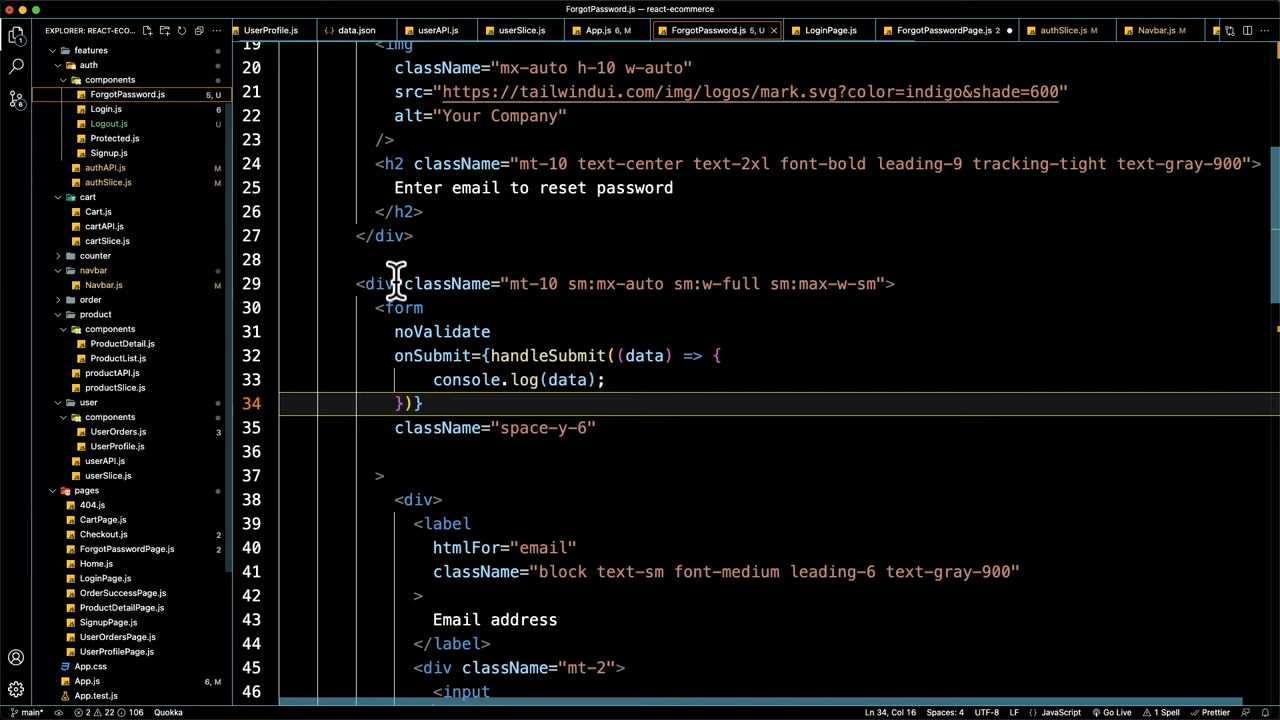 ForgotPassword.js — react-ecommerce
EXPLORER: REACT-ECO...
UserProfile.js
data.json
userAPI.js
userSlice.js
App.js 6, M
ForgotPassword.js 5, U
LoginPage.js
ForgotPasswordPage.js 2
authSlice.js M
Navbar.js M
features
auth
components
ForgotPassword.js 5, U
Login.js 6
Logout.js U
Protected.js
Signup.js
authAPI.js M
authSlice.js M
cart
Cart.js
cartAPI.js
cartSlice.js
counter
navbar
Navbar.js M
order
product
components
ProductDetail.js
ProductList.js
productAPI.js
productSlice.js
user
components
UserOrders.js 3
UserProfile.js
userAPI.js
userSlice.js
pages
404.js
CartPage.js
Checkout.js 2
ForgotPasswordPage.js 2
Home.js
LoginPage.js
OrderSuccessPage.js
ProductDetailPage.js
SignupPage.js
UserOrdersPage.js
UserProfilePage.js
App.css
App.js 6, M
App.test.js
19 <img
20 className="mx-auto h-10 w-auto"
21 src="https://tailwindui.com/img/logos/mark.svg?color=indigo&shade=600"
22 alt="Your Company"
23 />
24 <h2 className="mt-10 text-center text-2xl font-bold leading-9 tracking-tight text-gray-900">
25 Enter email to reset password
26 </h2>
27 </div>
28
29 <div className="mt-10 sm:mx-auto sm:w-full sm:max-w-sm">
30 <form
31 noValidate
32 onSubmit={handleSubmit((data) => {
33 console.log(data);
34 })}
35 className="space-y-6"
36
37 >
38 <div>
39 <label
40 htmlFor="email"
41 className="block text-sm font-medium leading-6 text-gray-900"
42 >
43 Email address
44 </label>
45 <div className="mt-2">
46 <input
main* 2 22 106 Quokka Ln 34, Col 16 Spaces: 4 UTF-8 LF { } JavaScript Go Live 1 Spell Prettier